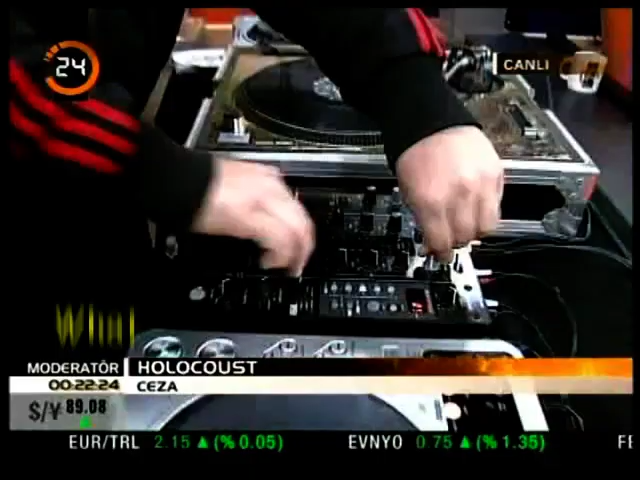 24
CANLI
MODERATÖR HOLOCOUST
00:22:24 CEZA
$/¥ 89.08
EUR/TRL 2.15 ▲ (% 0.05) EVNYO 0.75 ▲ (% 1.35) FE